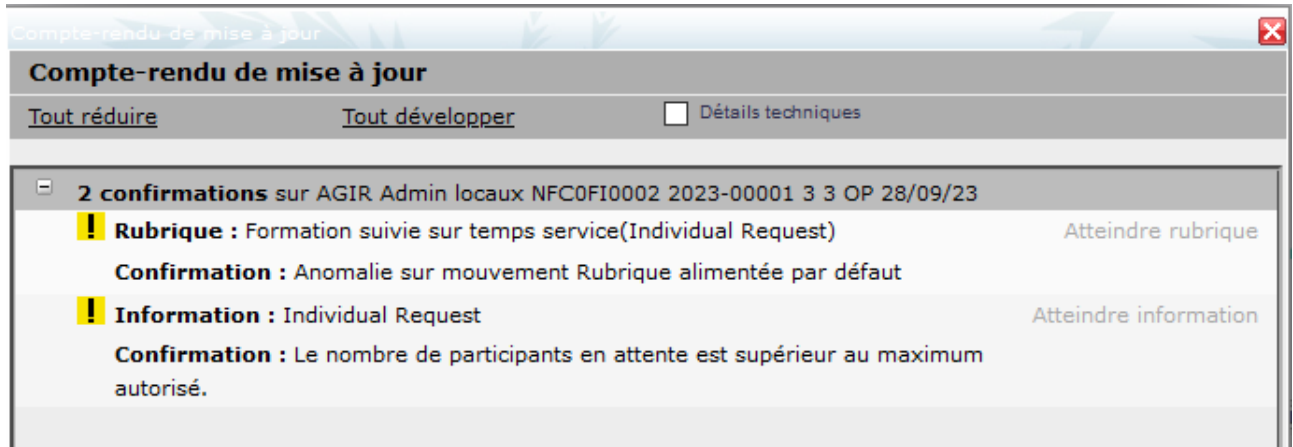 Compte-rendu de mise à jour
Compte-rendu de mise à jour
Tout réduire Tout développer Détails techniques
2 confirmations sur AGIR Admin locaux NFC0FI0002 2023-00001 3 3 OP 28/09/23
! Rubrique : Formation suivie sur temps service(Individual Request) Atteindre rubrique
Confirmation : Anomalie sur mouvement Rubrique alimentée par défaut
! Information : Individual Request Atteindre information
Confirmation : Le nombre de participants en attente est supérieur au maximum
autorisé.